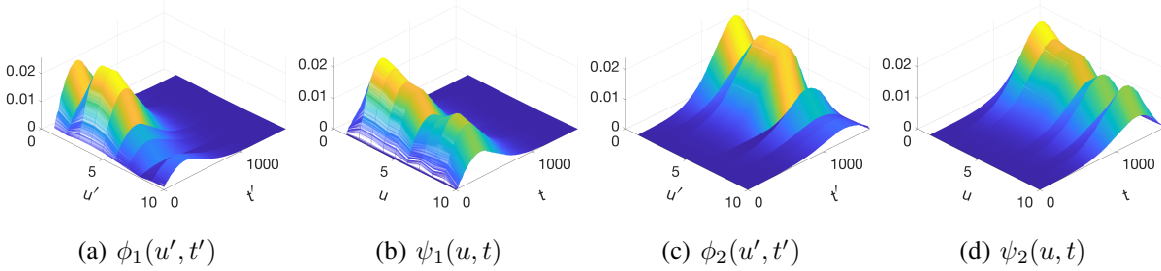 0.02 0.02 0.02 0.02
0.01 0.01 0.01 0.01
0 0 0 0
0 0 0 0
5 1000 5 1000 5 1000 5 1000
u′ t′ u t u′ t′ u t
10 0 10 0 10 0 10 0
(a) ϕ₁(u′, t′) (b) ψ₁(u, t) (c) ϕ₂(u′, t′) (d) ψ₂(u, t)